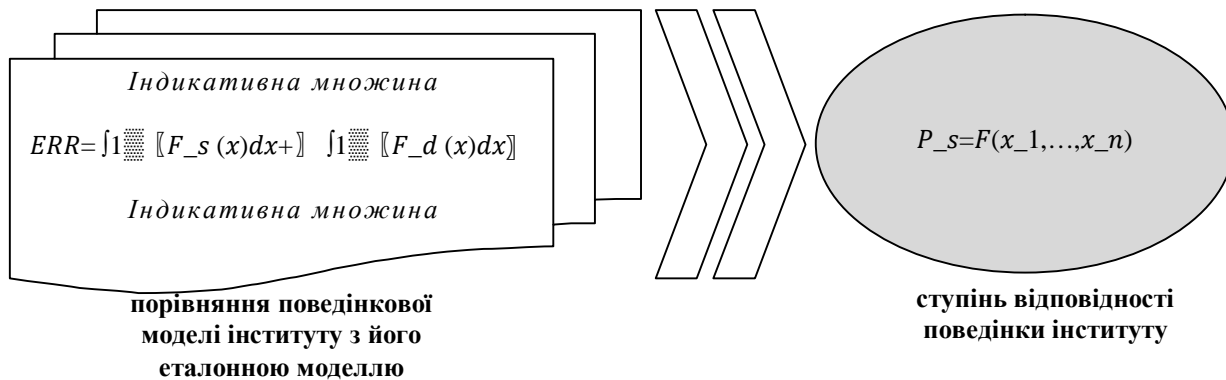 Індикативна множина
ERR=∫1▒〖F_s (x)dx+〗 ∫1▒〖F_d (x)dx〗
Індикативна множина
порівняння поведінкової
моделі інституту з його
еталонною моделлю
P_s=F(x_1,…,x_n)
ступінь відповідності
поведінки інституту